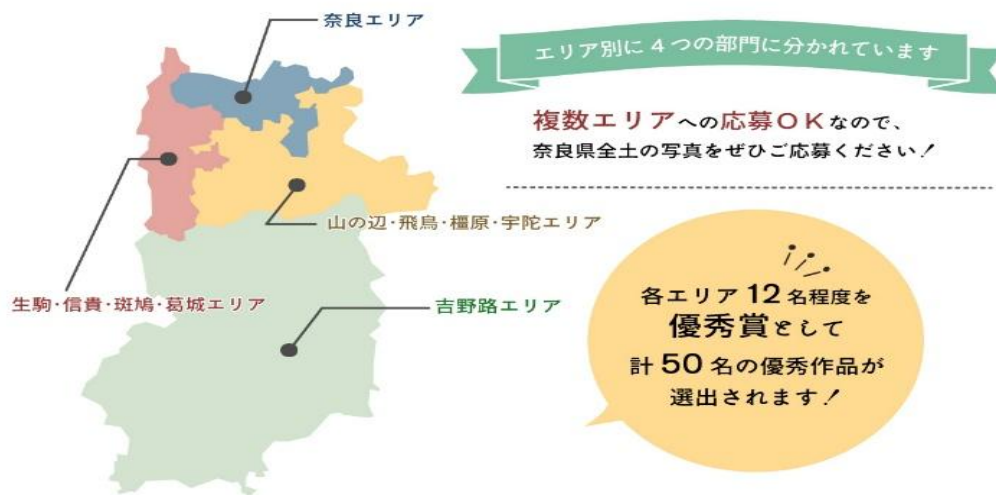 奈良エリア
エリア別に4つの部門に分かれています
複数エリアへの応募OKなので、
奈良県全土の写真をぜひご応募ください!
山の辺・飛鳥・橿原・宇陀エリア
生駒・信貴・斑鳩・葛城エリア
吉野路エリア
各エリア12名程度を
優秀賞として
計50名の優秀作品が
選出されます!